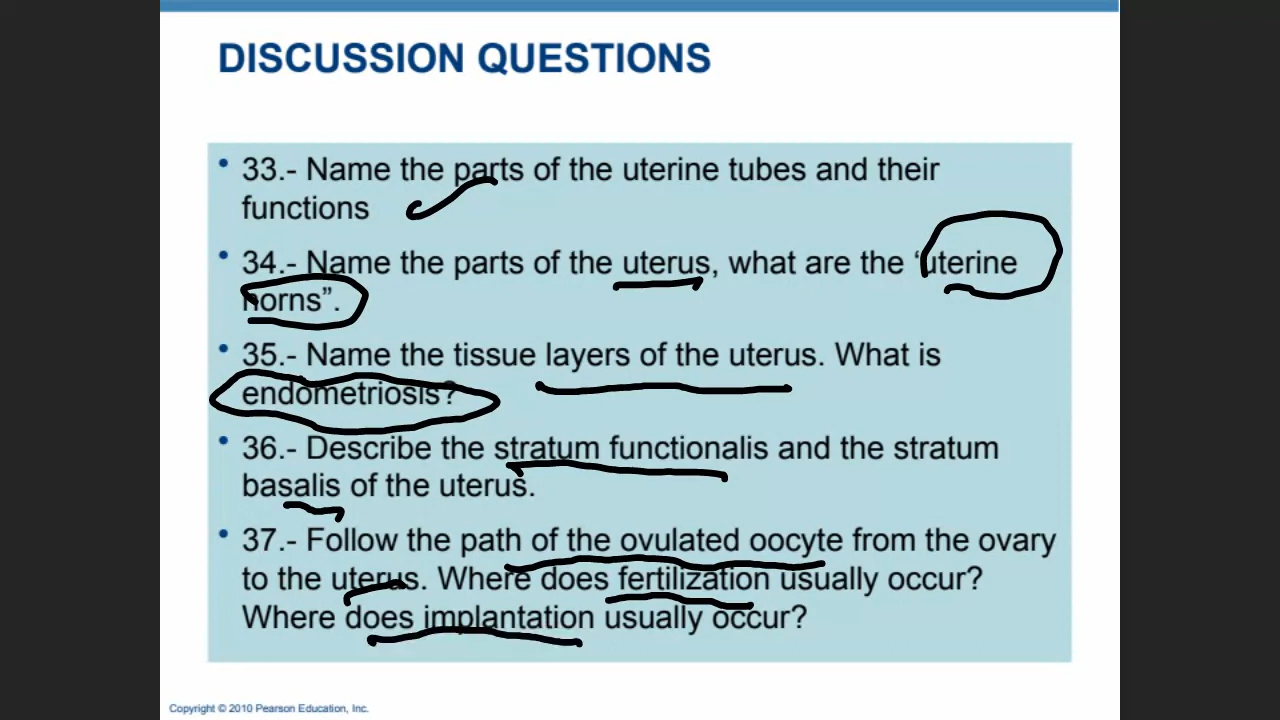 DISCUSSION QUESTIONS
• 33.- Name the parts of the uterine tubes and their
functions
• 34.- Name the parts of the uterus, what are the “uterine
horns”.
• 35.- Name the tissue layers of the uterus. What is
endometriosis?
• 36.- Describe the stratum functionalis and the stratum
basalis of the uterus.
• 37.- Follow the path of the ovulated oocyte from the ovary
to the uterus. Where does fertilization usually occur?
Where does implantation usually occur?
Copyright © 2010 Pearson Education, Inc.